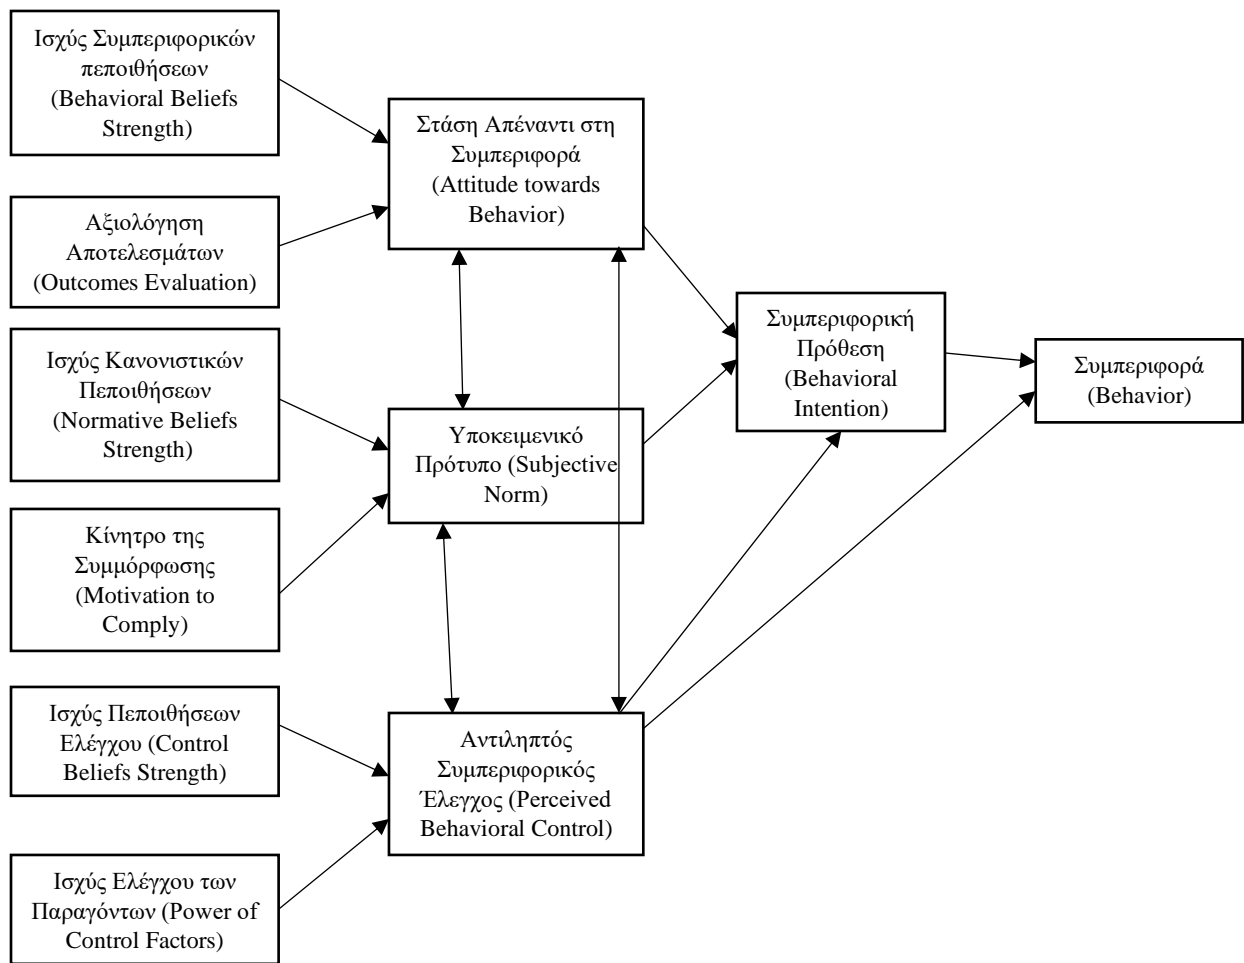 Ισχύς Συμπεριφορικών
πεποιθήσεων
(Behavioral Beliefs
Strength)
Αξιολόγηση
Αποτελεσμάτων
(Outcomes Evaluation)
Ισχύς Κανονιστικών
Πεποιθήσεων
(Normative Beliefs
Strength)
Κίνητρο της
Συμμόρφωσης
(Motivation to
Comply)
Ισχύς Πεποιθήσεων
Ελέγχου (Control
Beliefs Strength)
Ισχύς Ελέγχου των
Παραγόντων (Power of
Control Factors)
Στάση Απέναντι στη
Συμπεριφορά
(Attitude towards
Behavior)
Υποκειμενικό
Πρότυπο (Subjective
Norm)
Αντιληπτός
Συμπεριφορικός
Έλεγχος (Perceived
Behavioral Control)
Συμπεριφορική
Πρόθεση
(Behavioral
Intention)
Συμπεριφορά
(Behavior)